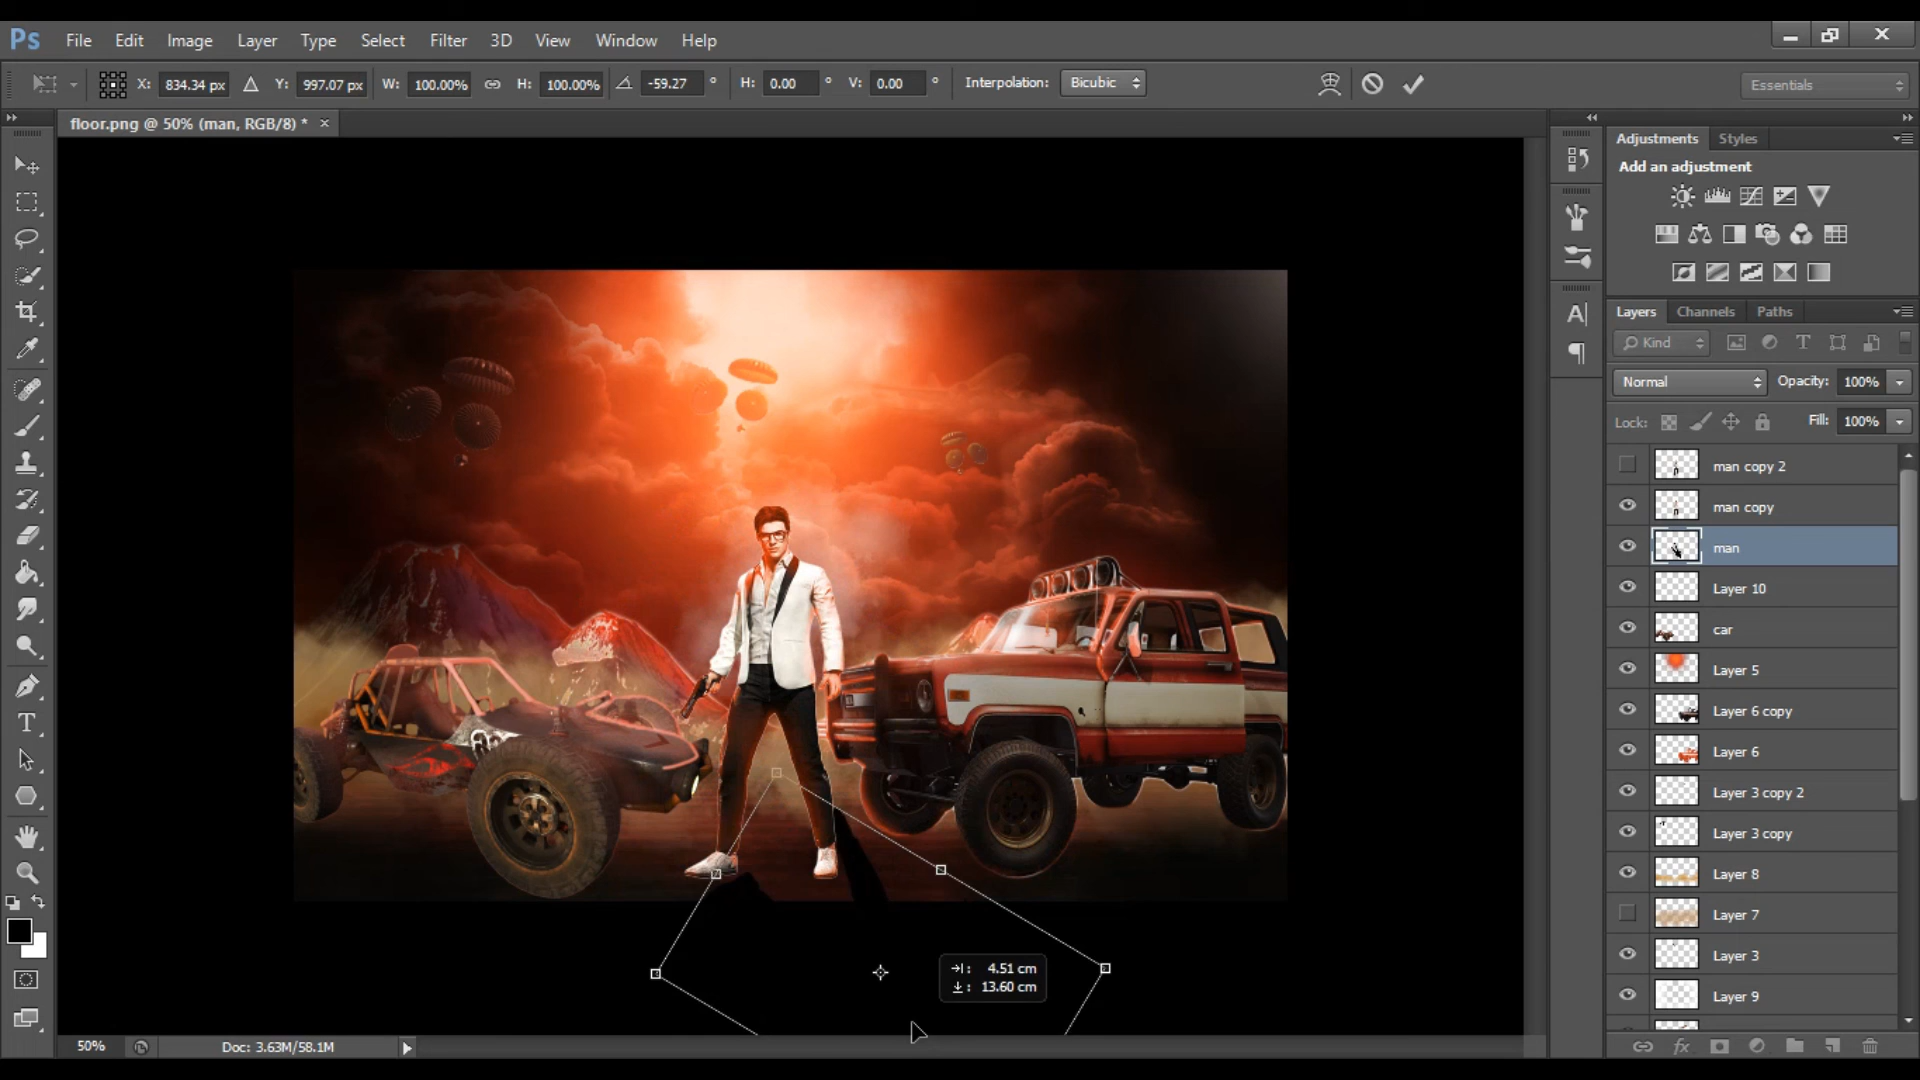 Ps File Edit Image Layer Type Select Filter 3D View Window Help
X: 834.34 px Y: 997.07 px W: 100.00% H: 100.00% -59.27 ° H: 0.00 ° V: 0.00 ° Interpolation: Bicubic Essentials
floor.png @ 50% (man, RGB/8) * ×
Adjustments Styles
Add an adjustment
Layers Channels Paths
Kind
Normal Opacity: 100%
Lock: Fill: 100%
man copy 2
man copy
man
Layer 10
car
Layer 5
Layer 6 copy
Layer 6
Layer 3 copy 2
Layer 3 copy
Layer 8
Layer 7
Layer 3
Layer 9
4.51 cm
13.60 cm
50% Doc: 3.63M/58.1M